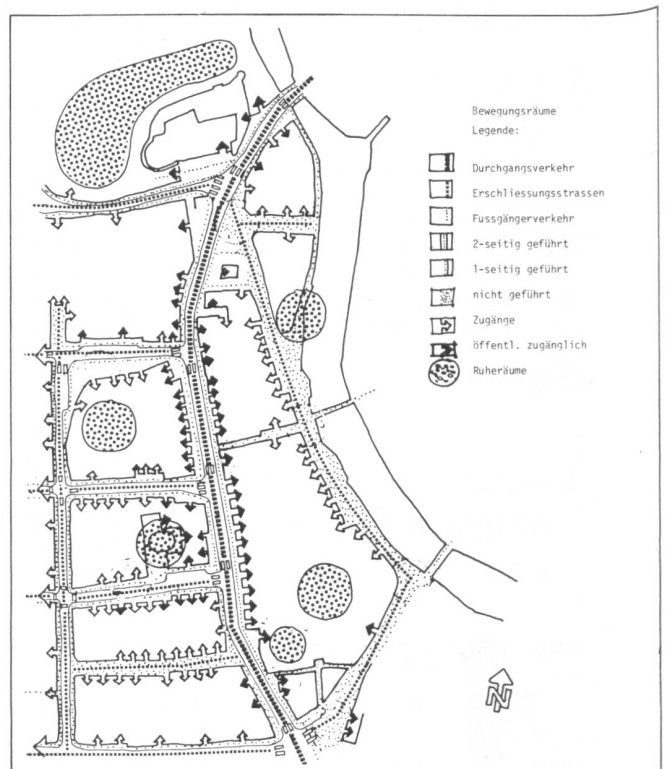 Bewegungsräume
Legende:
Durchgangsverkehr
Erschliessungsstrassen
Fussgängerverkehr
2-seitig geführt
1-seitig geführt
nicht geführt
Zugänge
öffentl. zugänglich
Ruheräume
N